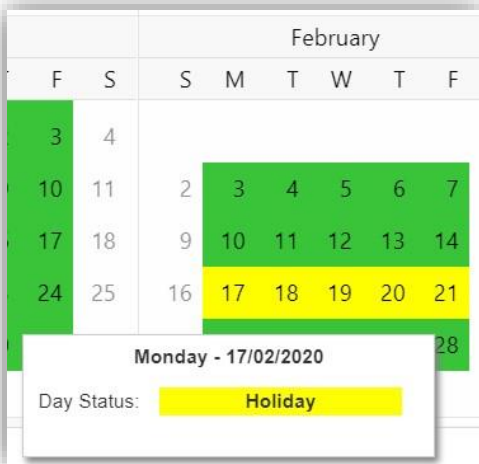 February
F S S M T W T F
3 4
10 11 2 3 4 5 6 7
17 18 9 10 11 12 13 14
24 25 16 17 18 19 20 21
28
Monday - 17/02/2020
Day Status: Holiday